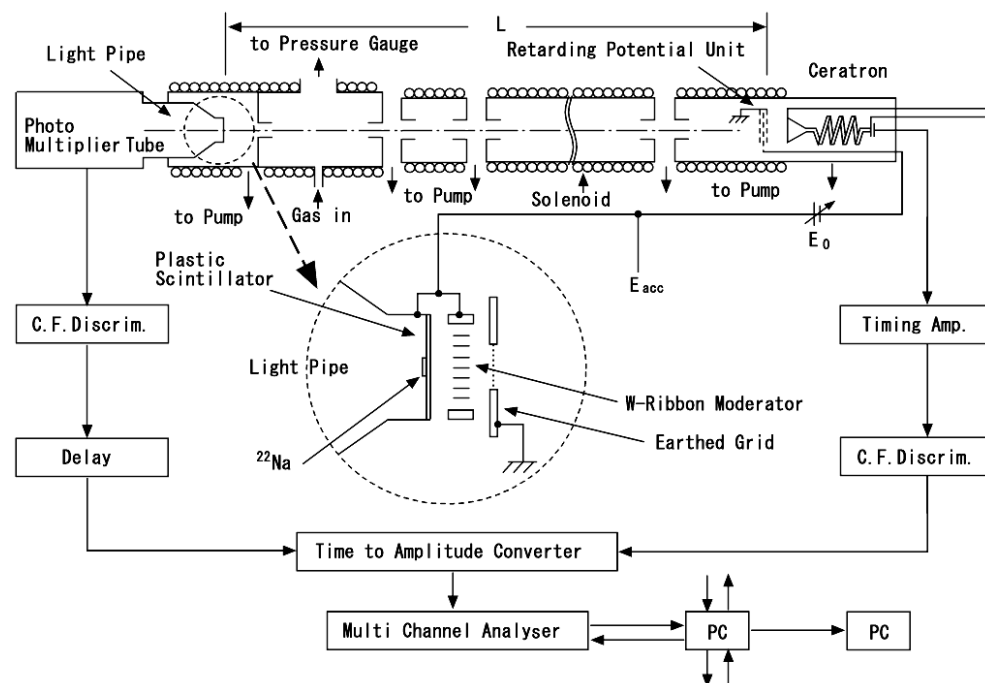 L
to Pressure Gauge
Retarding Potential Unit
Light Pipe
Ceratron
Photo
Multiplier Tube
to Pump
Gas in
to Pump
Solenoid
to Pump
E₀
Plastic
Scintillator
Eacc
C.F.Discrim.
Timing Amp.
Light Pipe
W-Ribbon Moderator
Earthed Grid
²²Na
Delay
C.F.Discrim.
Time to Amplitude Converter
Multi Channel Analyser
PC
PC